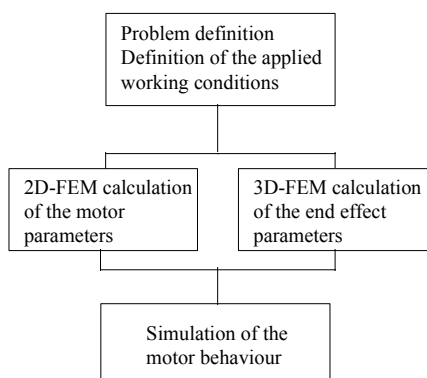 Problem definition
Definition of the applied
working conditions
2D-FEM calculation
of the motor
parameters
3D-FEM calculation
of the end effect
parameters
Simulation of the
motor behaviour